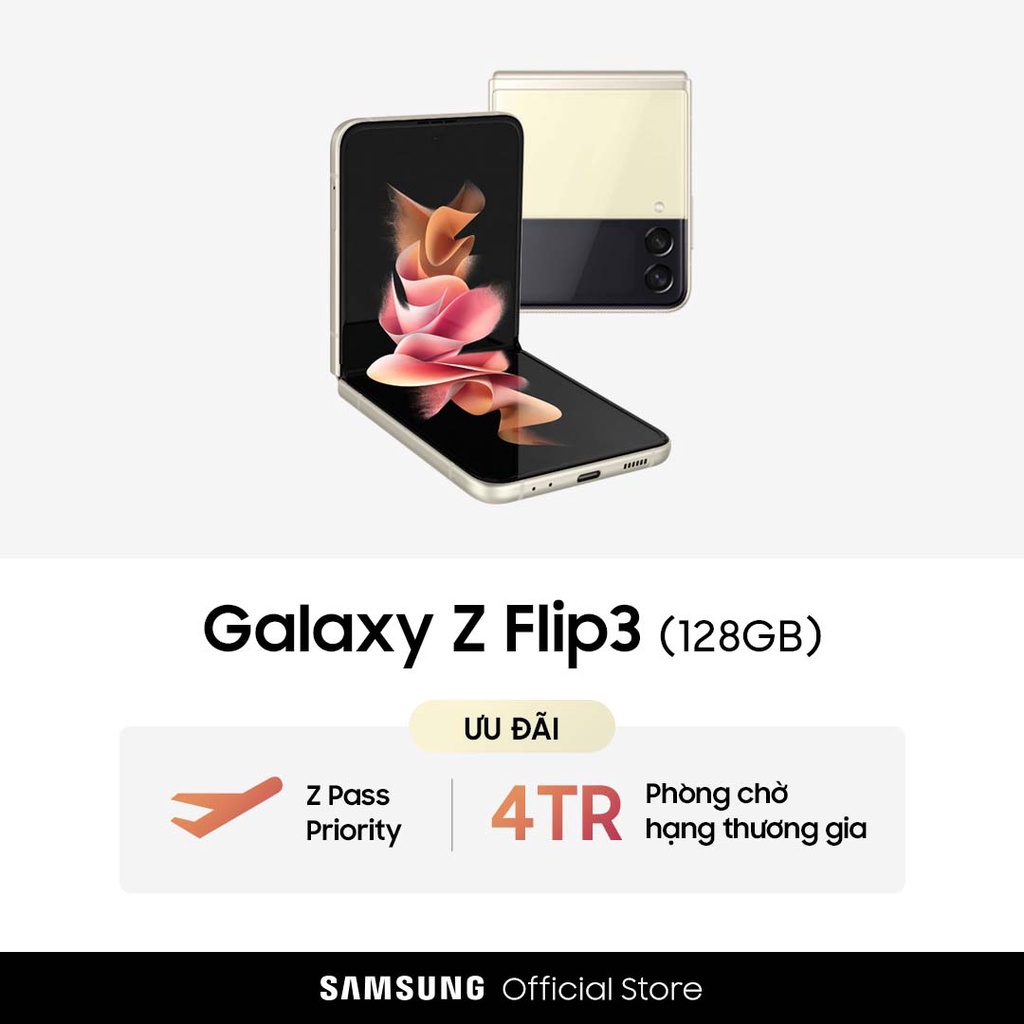 Galaxy Z Flip3 (128GB)
ƯU ĐÃI
Z Pass
Priority
4TR
Phòng chờ
hạng thương gia
SAMSUNG Official Store